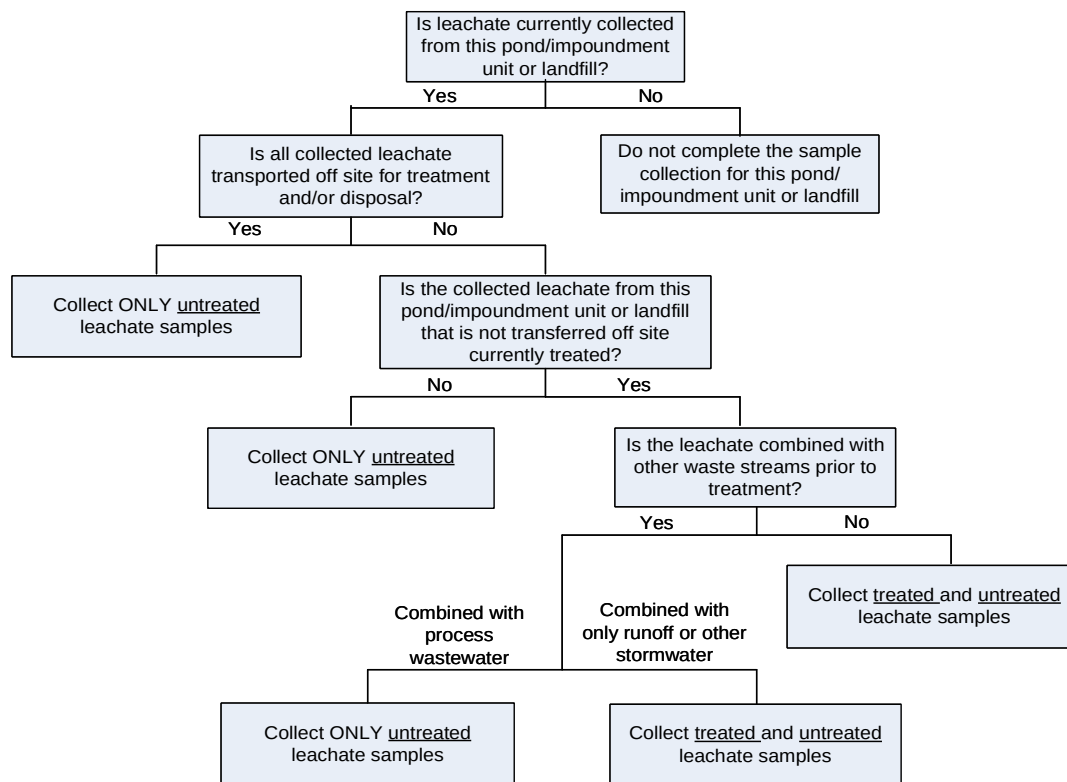 Is leachate currently collected
from this pond/impoundment
unit or landfill?
Yes
No
Is all collected leachate
transported off site for treatment
and/or disposal?
Do not complete the sample
collection for this pond/
impoundment unit or landfill
Yes
No
Collect ONLY untreated
leachate samples
Is the collected leachate from this
pond/impoundment unit or landfill
that is not transferred off site
currently treated?
No
Yes
Collect ONLY untreated
leachate samples
Is the leachate combined with
other waste streams prior to
treatment?
Yes
No
Collect treated and untreated
leachate samples
Combined with
process
wastewater
Combined with
only runoff or other
stormwater
Collect ONLY untreated
leachate samples
Collect treated and untreated
leachate samples